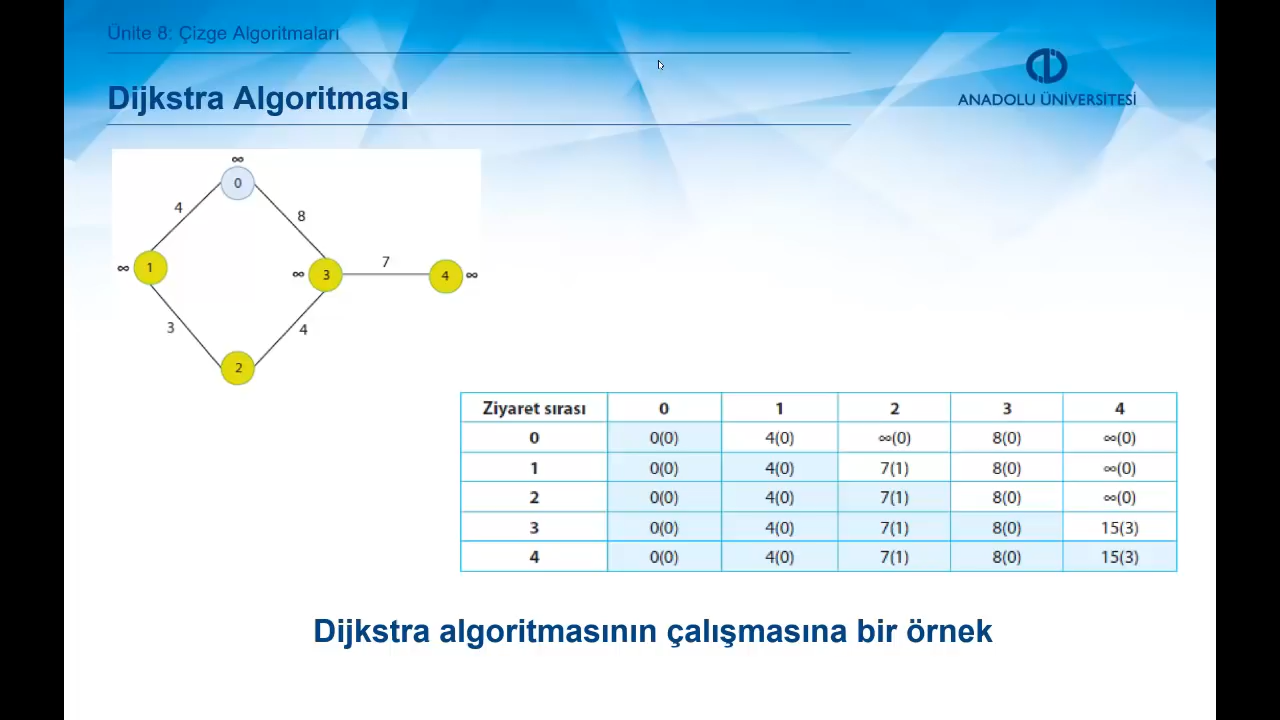 Ünite 8: Çizge Algoritmaları
Dijkstra Algoritması
ANADOLU ÜNİVERSİTESİ
∞
0
4
8
∞ 1
∞ 3
7
4 ∞
3
4
2
Ziyaret sırası 0 1 2 3 4
0 0(0) 4(0) ∞(0) 8(0) ∞(0)
1 0(0) 4(0) 7(1) 8(0) ∞(0)
2 0(0) 4(0) 7(1) 8(0) ∞(0)
3 0(0) 4(0) 7(1) 8(0) 15(3)
4 0(0) 4(0) 7(1) 8(0) 15(3)
Dijkstra algoritmasının çalışmasına bir örnek